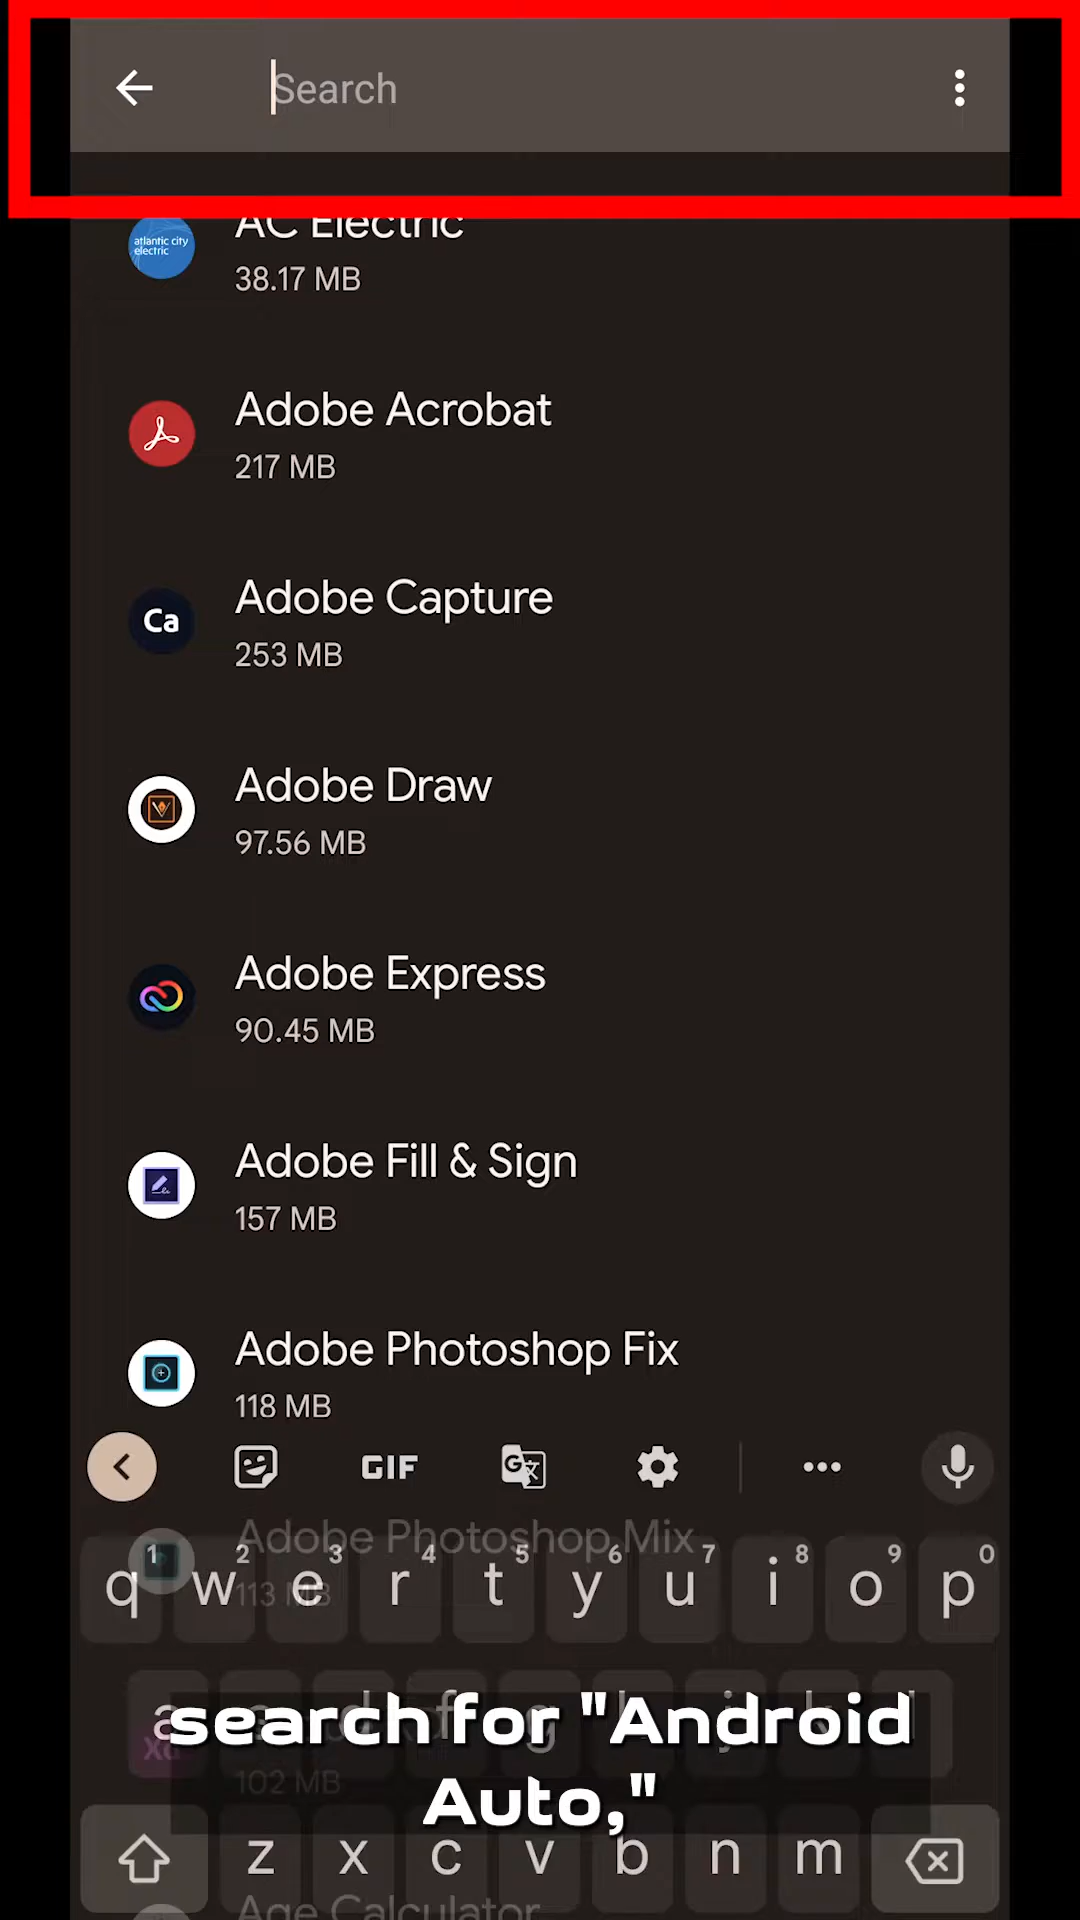 Search
AC Electric
atlantic city
electric
38.17 MB
Adobe Acrobat
217 MB
Adobe Capture
Ca
253 MB
Adobe Draw
97.56 MB
Adobe Express
90.45 MB
Adobe Fill & Sign
157 MB
Adobe Photoshop Fix
118 MB
GIF
G
Adobe Photoshop Mix
113 MB
1 2 3 4 5 6 7 8 9 0
q w e r t y u i o p
a s d f g h j k l
search for "Android
Auto,"
Xd
102 MB
z x c v b n m
Age Calculator